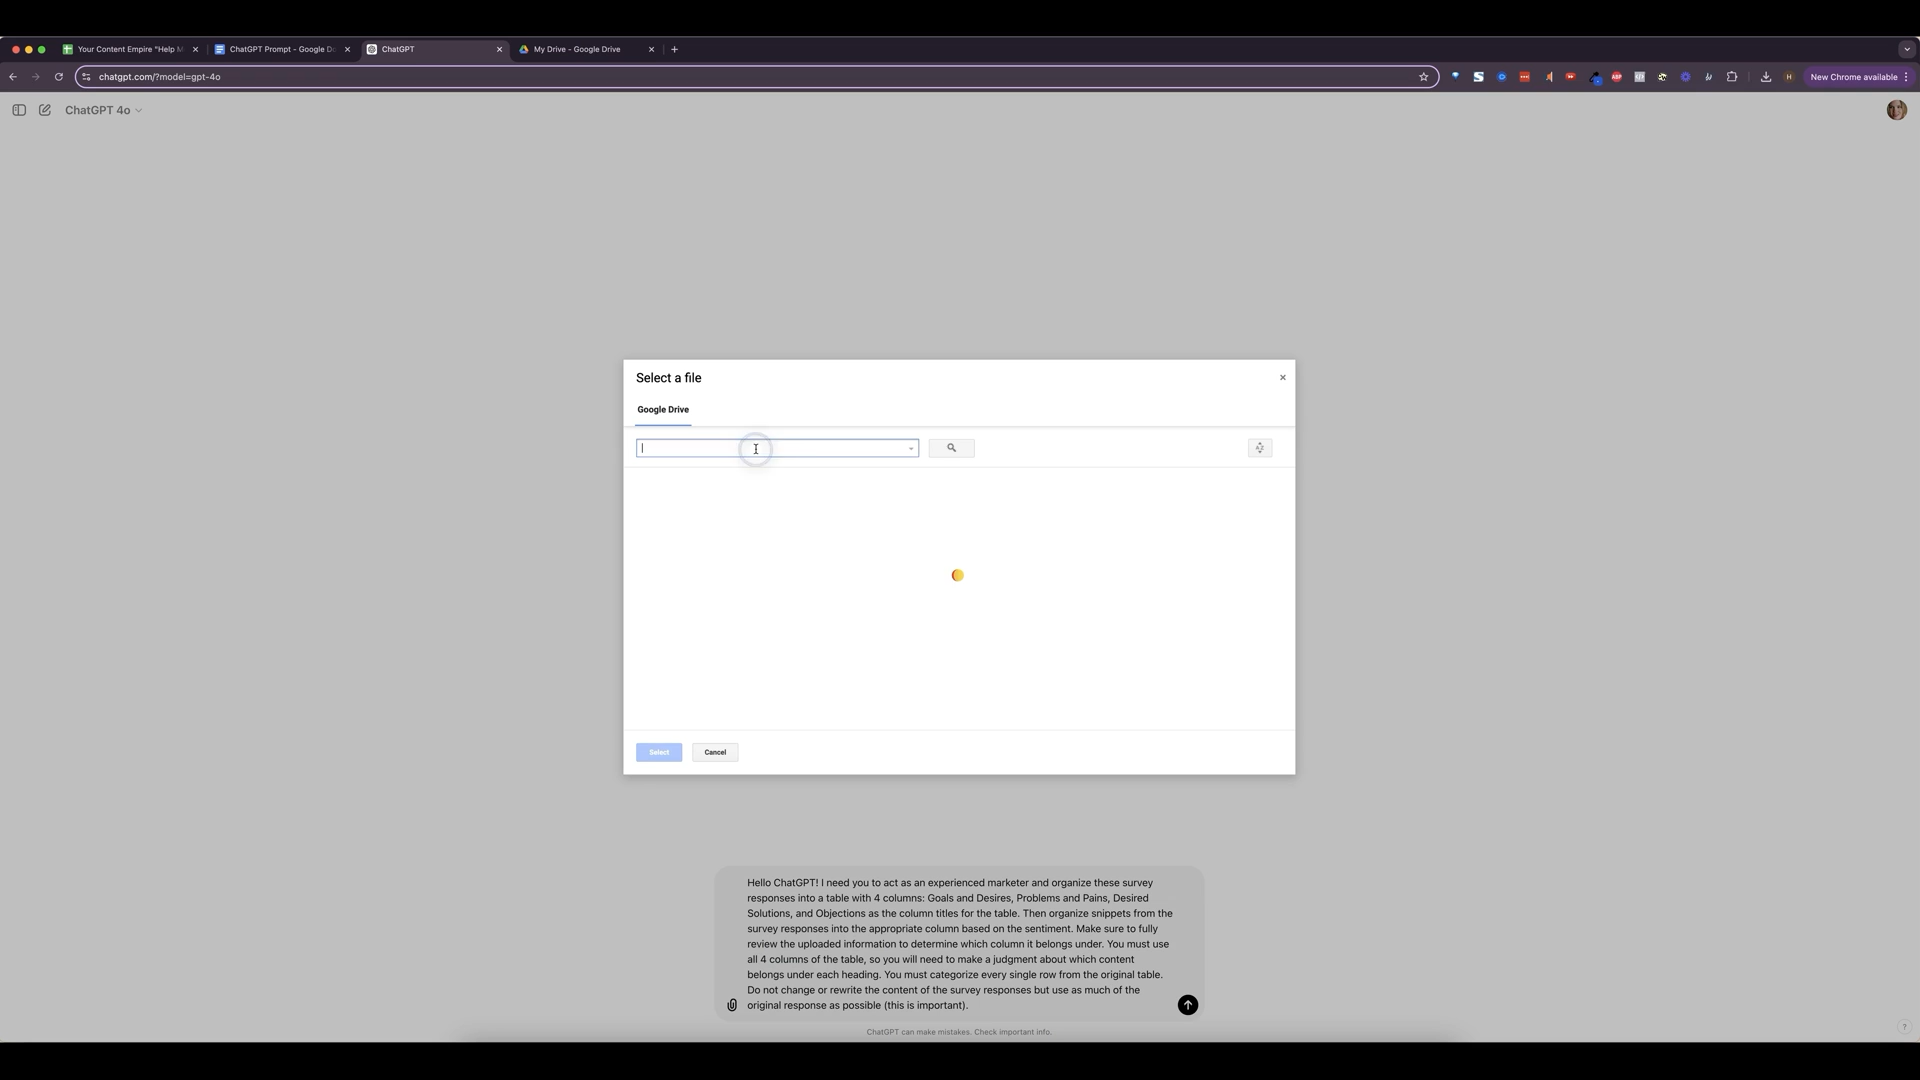 Your Content Empire "Help M
ChatGPT Prompt - Google Do
ChatGPT
My Drive - Google Drive
chatgpt.com/?model=gpt-4o
ABP
H
New Chrome available
ChatGPT 4o
Select a file
Google Drive
Select
Cancel
Hello ChatGPT! I need you to act as an experienced marketer and organize these survey
responses into a table with 4 columns: Goals and Desires, Problems and Pains, Desired
Solutions, and Objections as the column titles for the table. Then organize snippets from the
survey responses into the appropriate column based on the sentiment. Make sure to fully
review the uploaded information to determine which column it belongs under. You must use
all 4 columns of the table, so you will need to make a judgment about which content
belongs under each heading. You must categorize every single row from the original table.
Do not change or rewrite the content of the survey responses but use as much of the
original response as possible (this is important).
ChatGPT can make mistakes. Check important info.
?